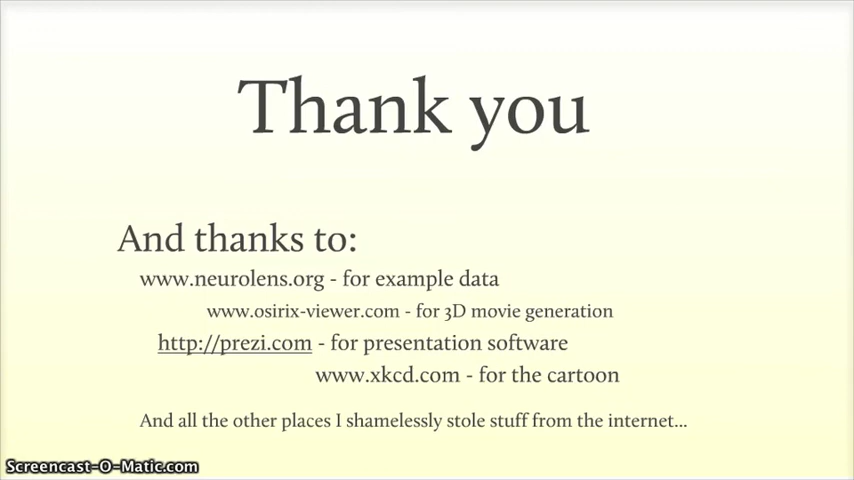 Thank you
And thanks to:
www.neurolens.org - for example data
www.osirix-viewer.com - for 3D movie generation
http://prezi.com - for presentation software
www.xkcd.com - for the cartoon
And all the other places I shamelessly stole stuff from the internet...
Screencast-O-Matic.com